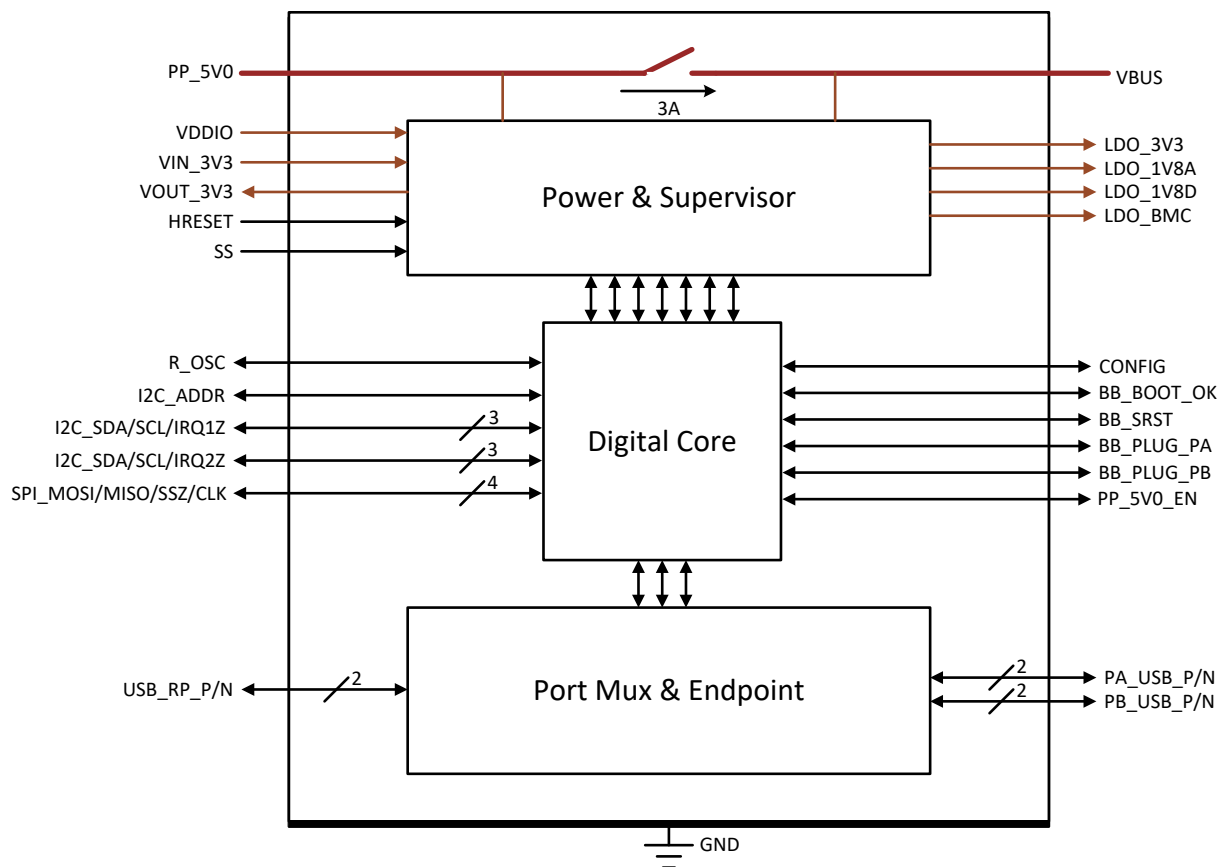 PP_5V0
VBUS
3A
VDDIO
VIN_3V3
VOUT_3V3
HRESET
SS
Power & Supervisor
LDO_3V3
LDO_1V8A
LDO_1V8D
LDO_BMC
R_OSC
I2C_ADDR
I2C_SDA/SCL/IRQ1Z
3
I2C_SDA/SCL/IRQ2Z
3
SPI_MOSI/MISO/SSZ/CLK
4
Digital Core
CONFIG
BB_BOOT_OK
BB_SRST
BB_PLUG_PA
BB_PLUG_PB
PP_5V0_EN
USB_RP_P/N
2
Port Mux & Endpoint
2
PA_USB_P/N
2
PB_USB_P/N
GND